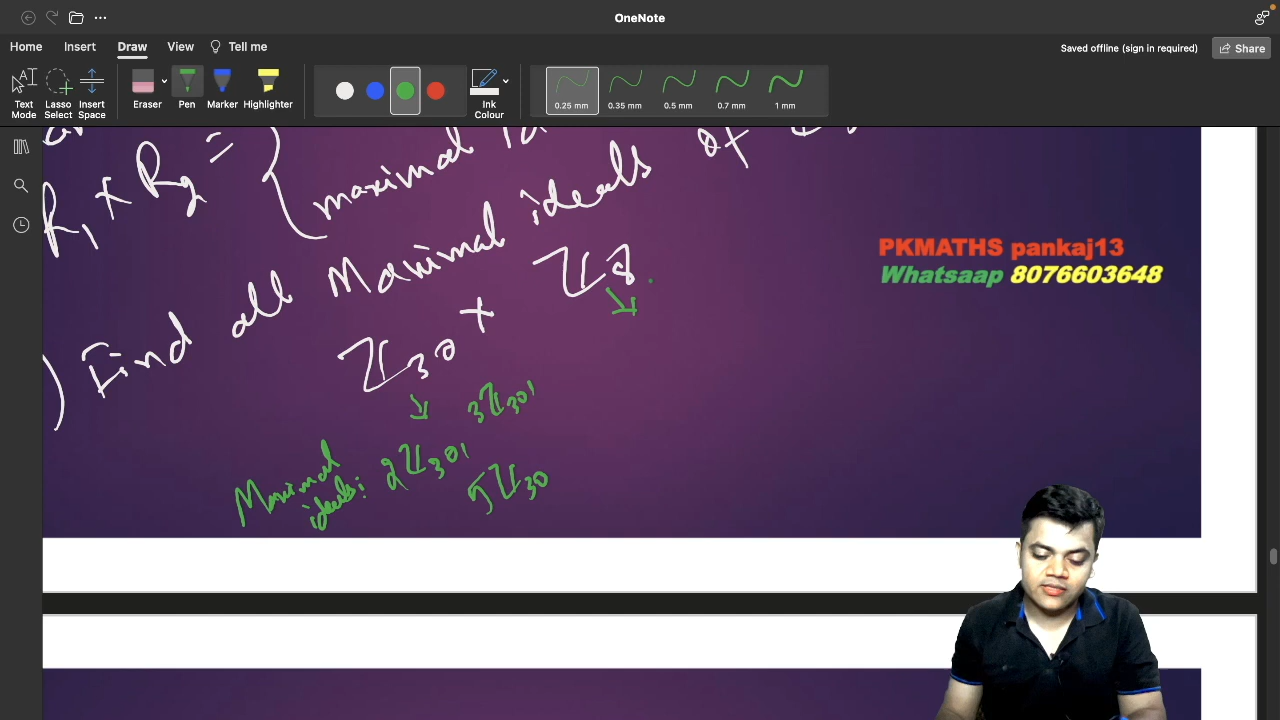 OneNote
Home Insert Draw View Tell me
Saved offline (sign in required) Share
Text Mode
Lasso Select
Insert Space
Eraser
Pen
Marker
Highlighter
Ink Colour
0.25 mm 0.35 mm 0.5 mm 0.7 mm 1 mm
R₁ × R₂ = {
maximal
) Find all Maximal ideals of
ℤ₃₀ × ℤ₈
↓ ↓
Maximal ideals: 2ℤ₃₀, 3ℤ₃₀,
5ℤ₃₀
PKMATHS pankaj13
Whatsaap 8076603648